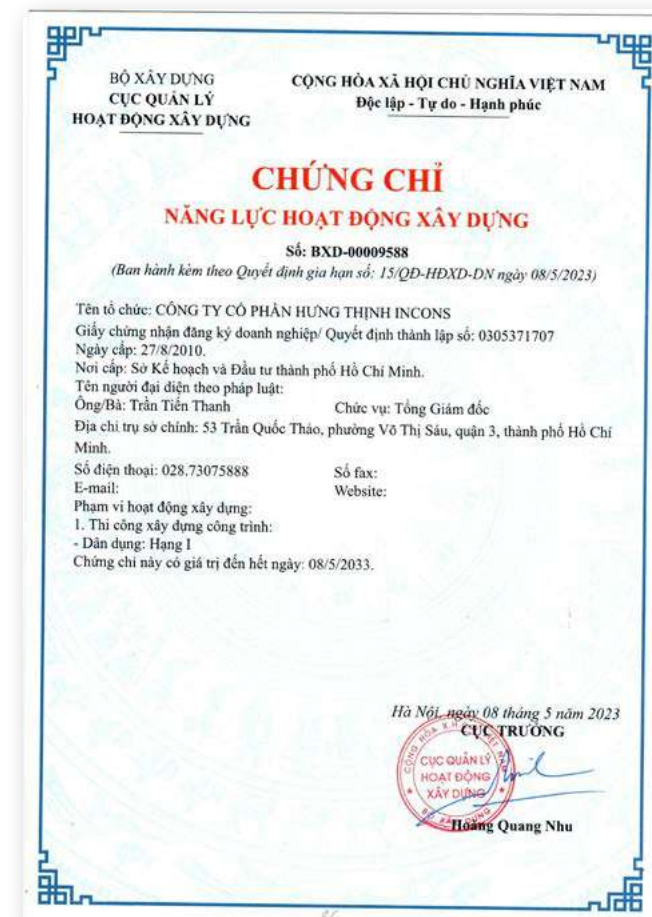 BỘ XÂY DỰNG
CỤC QUẢN LÝ
HOẠT ĐỘNG XÂY DỰNG
CỘNG HÒA XÃ HỘI CHỦ NGHĨA VIỆT NAM
Độc lập - Tự do - Hạnh phúc
CHỨNG CHỈ
NĂNG LỰC HOẠT ĐỘNG XÂY DỰNG
Số: BXD-00009588
(Ban hành kèm theo Quyết định gia hạn số: 15/QĐ-HĐXD-DN ngày 08/5/2023)
Tên tổ chức: CÔNG TY CỔ PHẦN HƯNG THỊNH INCONS
Giấy chứng nhận đăng ký doanh nghiệp/ Quyết định thành lập số: 0305371707
Ngày cấp: 27/8/2010.
Nơi cấp: Sở Kế hoạch và Đầu tư thành phố Hồ Chí Minh.
Tên người đại diện theo pháp luật:
Ông/Bà: Trần Tiến Thanh Chức vụ: Tổng Giám đốc
Địa chỉ trụ sở chính: 53 Trần Quốc Thảo, phường Võ Thị Sáu, quận 3, thành phố Hồ Chí
Minh.
Số điện thoại: 028.73075888 Số fax:
E-mail: Website:
Phạm vi hoạt động xây dựng:
1. Thi công xây dựng công trình:
- Dân dụng: Hạng I
Chứng chỉ này có giá trị đến hết ngày: 08/5/2033.
Hà Nội, ngày 08 tháng 5 năm 2023
CỤC TRƯỞNG
CỤC QUẢN LÝ
HOẠT ĐỘNG
XÂY DỰNG
Hoàng Quang Nhu